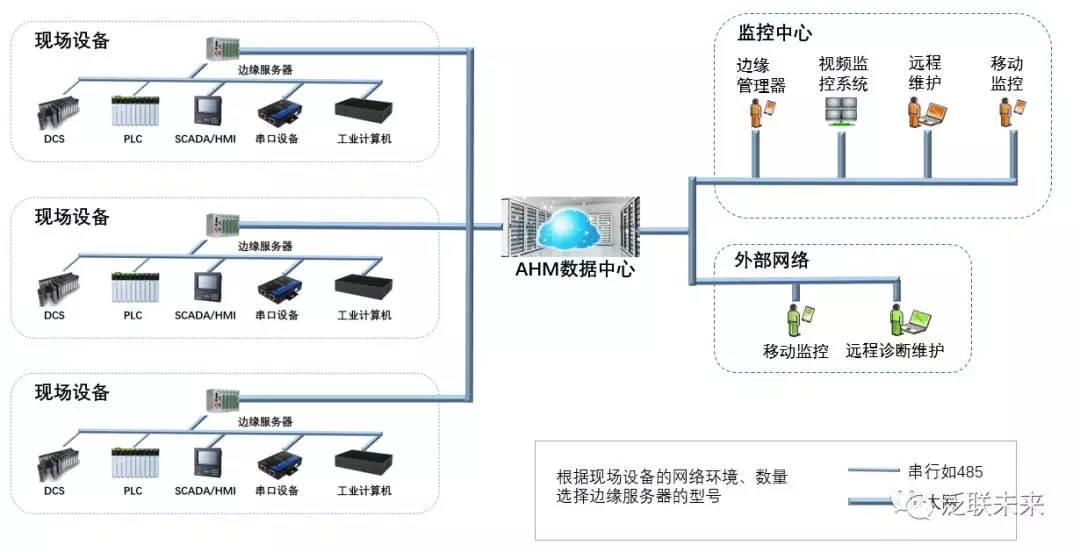 现场设备
边缘服务器
DCS
PLC
SCADA/HMI
串口设备
工业计算机
现场设备
边缘服务器
DCS
PLC
SCADA/HMI
串口设备
工业计算机
现场设备
边缘服务器
DCS
PLC
SCADA/HMI
串口设备
工业计算机
AHM数据中心
监控中心
边缘
管理器
视频监
控系统
远程
维护
移动
监控
外部网络
移动监控
远程诊断维护
根据现场设备的网络环境、数量
选择边缘服务器的型号
串行如485
泛联未来